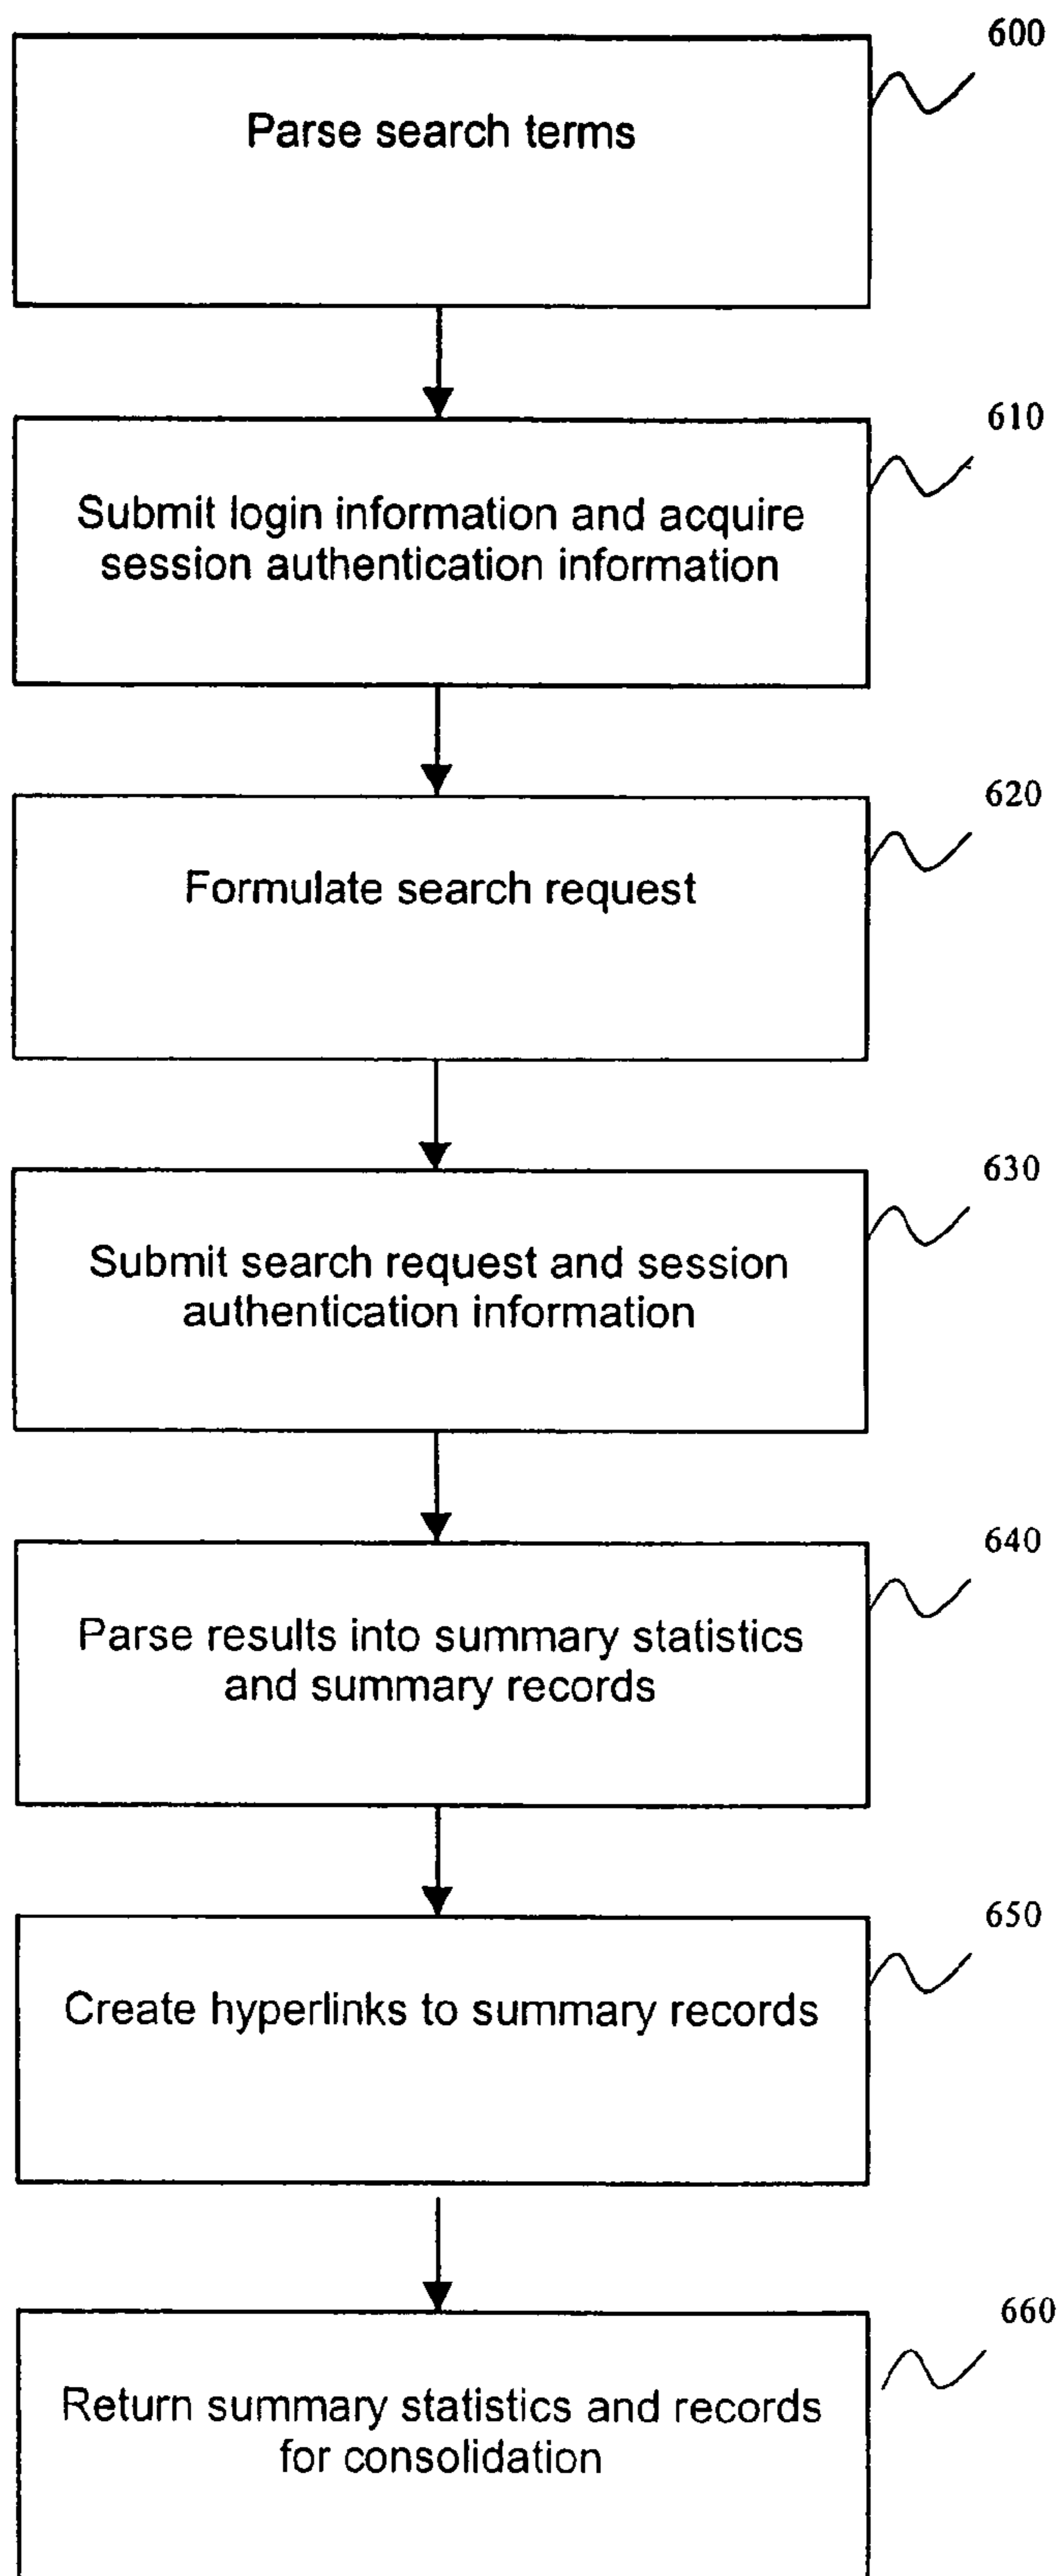 600
Parse search terms
610
Submit login information and acquire
session authentication information
620
Formulate search request
630
Submit search request and session
authentication information
640
Parse results into summary statistics
and summary records
650
Create hyperlinks to summary records
660
Return summary statistics and records
for consolidation